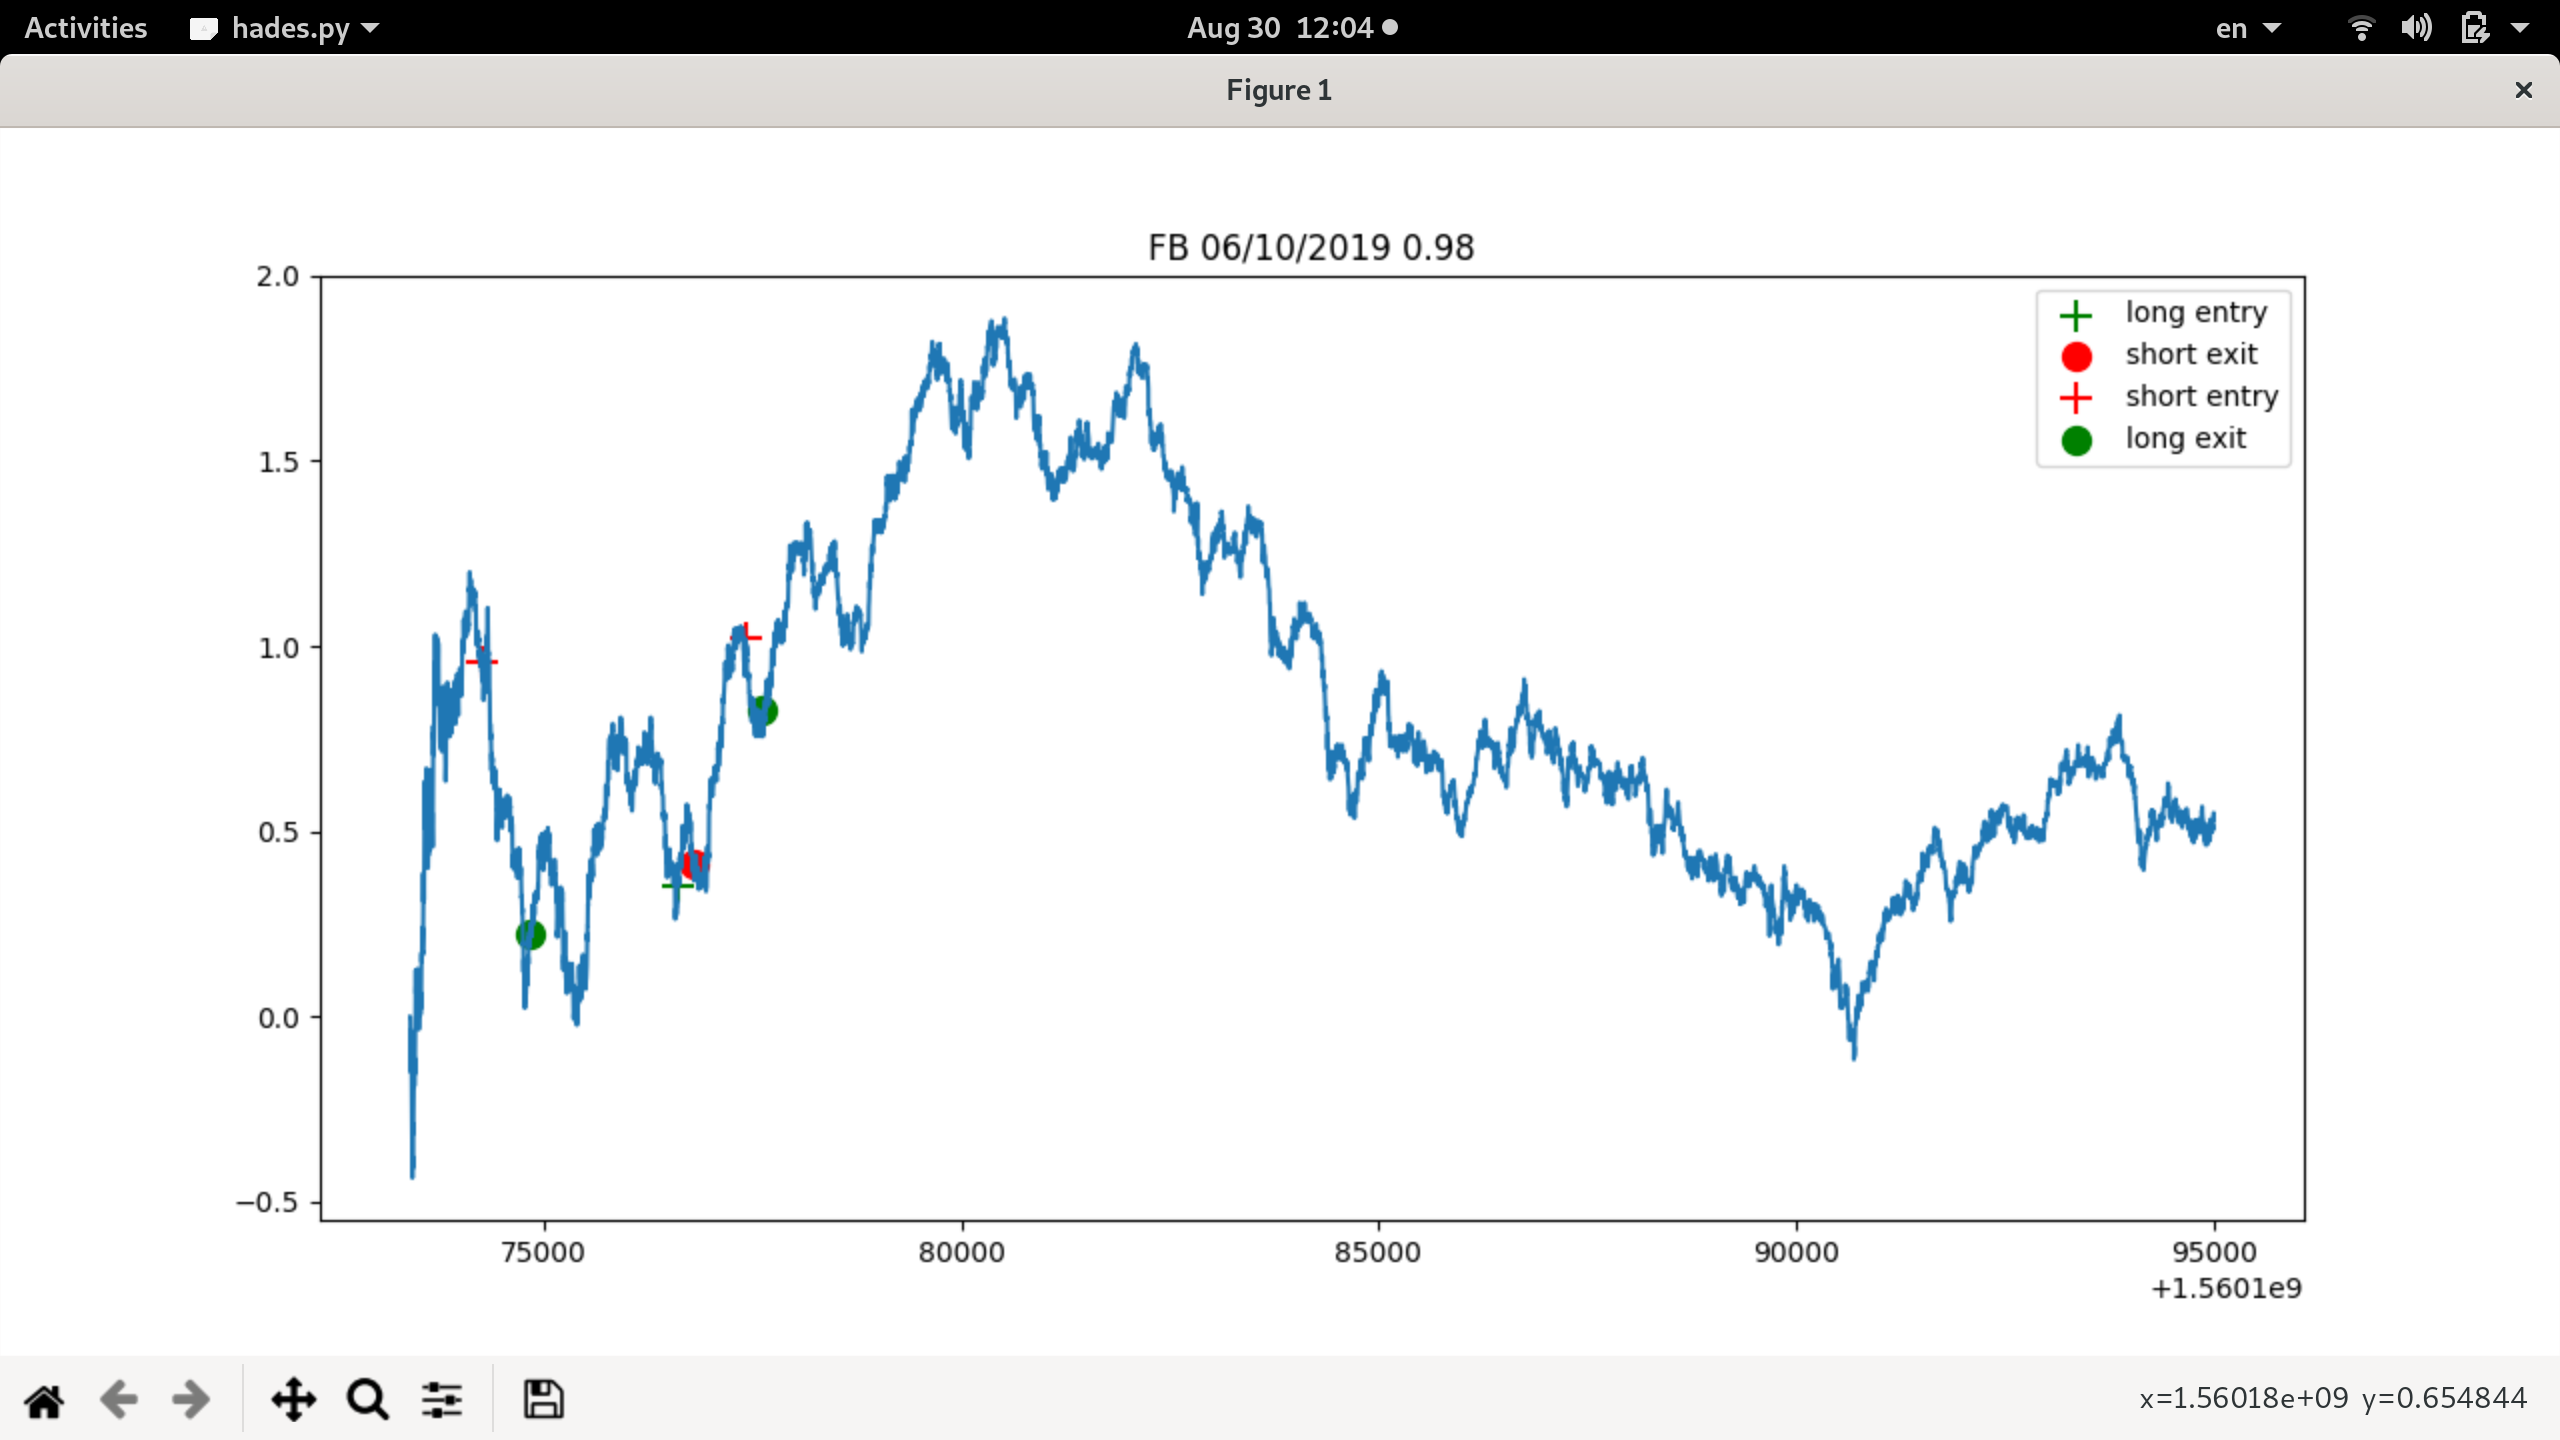 Activities hades.py Aug 30 12:04 en
Figure 1
FB 06/10/2019 0.98
2.0
1.5
1.0
0.5
0.0
−0.5
long entry
short exit
short entry
long exit
75000 80000 85000 90000 95000
+1.5601e9
x=1.56018e+09 y=0.654844